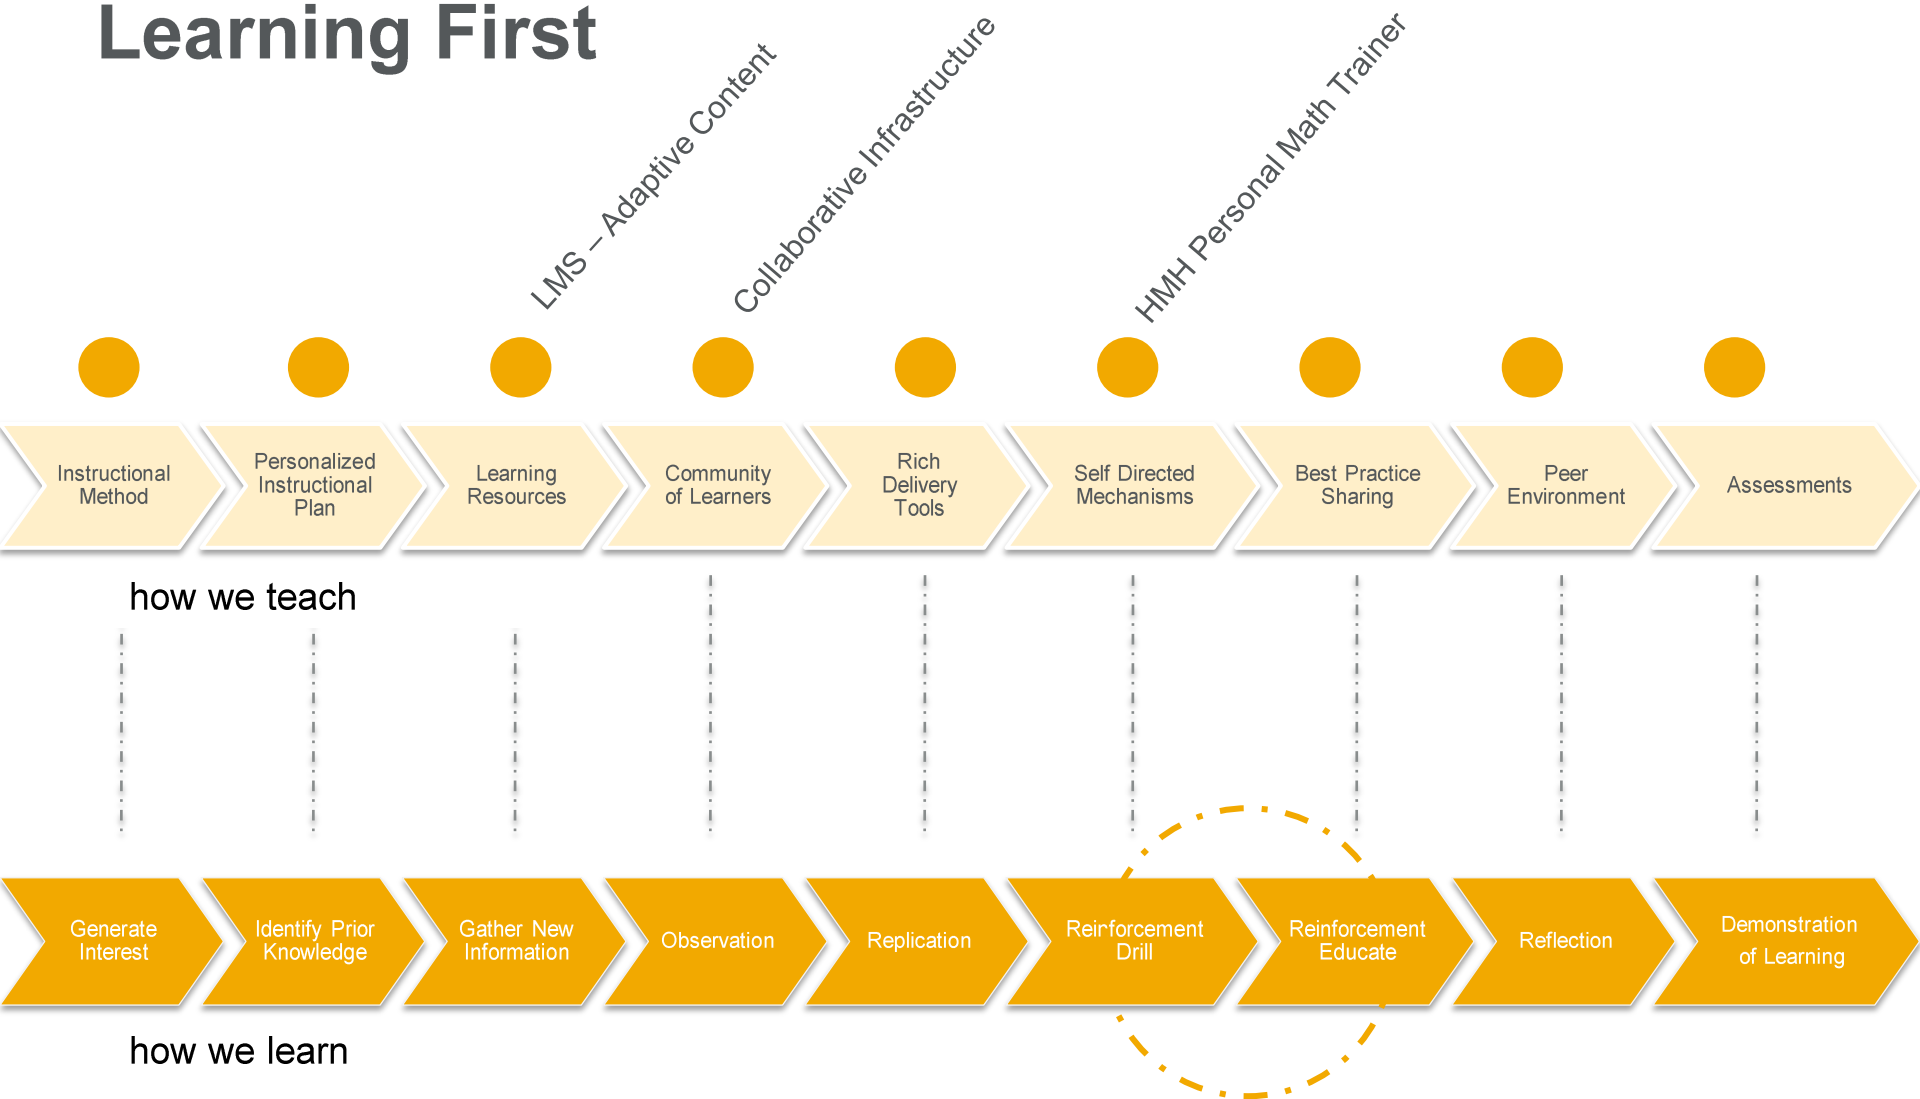 Learning First
LMS – Adaptive Content
Collaborative Infrastructure
HMH Personal Math Trainer
Instructional
Method
Personalized
Instructional
Plan
Learning
Resources
Community
of Learners
Rich
Delivery
Tools
Self Directed
Mechanisms
Best Practice
Sharing
Peer
Environment
Assessments
how we teach
Generate
Interest
Identify Prior
Knowledge
Gather New
Information
Observation
Replication
Reinforcement
Drill
Reinforcement
Educate
Reflection
Demonstration
of Learning
how we learn